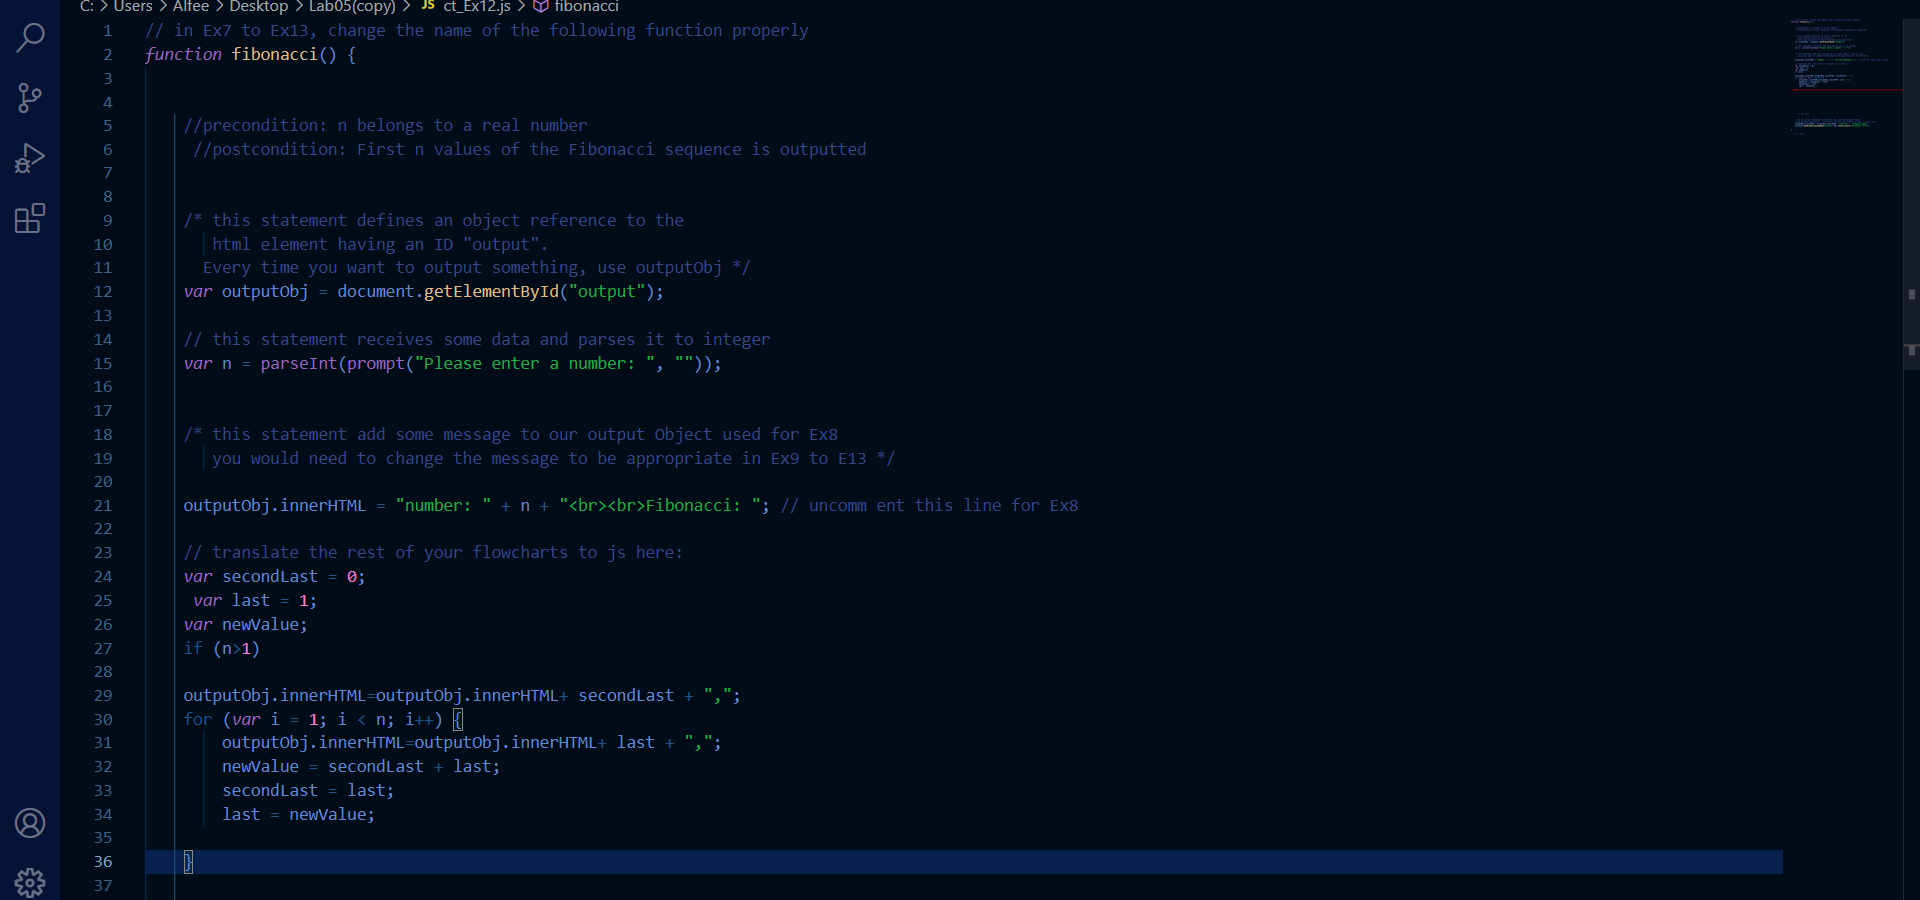 C: > Users > Alfee > Desktop > Lab05(copy) > JS ct_Ex12.js > fibonacci
1 // in Ex7 to Ex13, change the name of the following function properly
2 function fibonacci() {
3
4
5 //precondition: n belongs to a real number
6 //postcondition: First n values of the Fibonacci sequence is outputted
7
8
9 /* this statement defines an object reference to the
10 html element having an ID "output".
11 Every time you want to output something, use outputObj */
12 var outputObj = document.getElementById("output");
13
14 // this statement receives some data and parses it to integer
15 var n = parseInt(prompt("Please enter a number: ", ""));
16
17
18 /* this statement add some message to our output Object used for Ex8
19 you would need to change the message to be appropriate in Ex9 to E13 */
20
21 outputObj.innerHTML = "number: " + n + "<br><br>Fibonacci: "; // uncomm ent this line for Ex8
22
23 // translate the rest of your flowcharts to js here:
24 var secondLast = 0;
25 var last = 1;
26 var newValue;
27 if (n>1)
28
29 outputObj.innerHTML=outputObj.innerHTML+ secondLast + ",";
30 for (var i = 1; i < n; i++) {
31 outputObj.innerHTML=outputObj.innerHTML+ last + ",";
32 newValue = secondLast + last;
33 secondLast = last;
34 last = newValue;
35
36 }
37